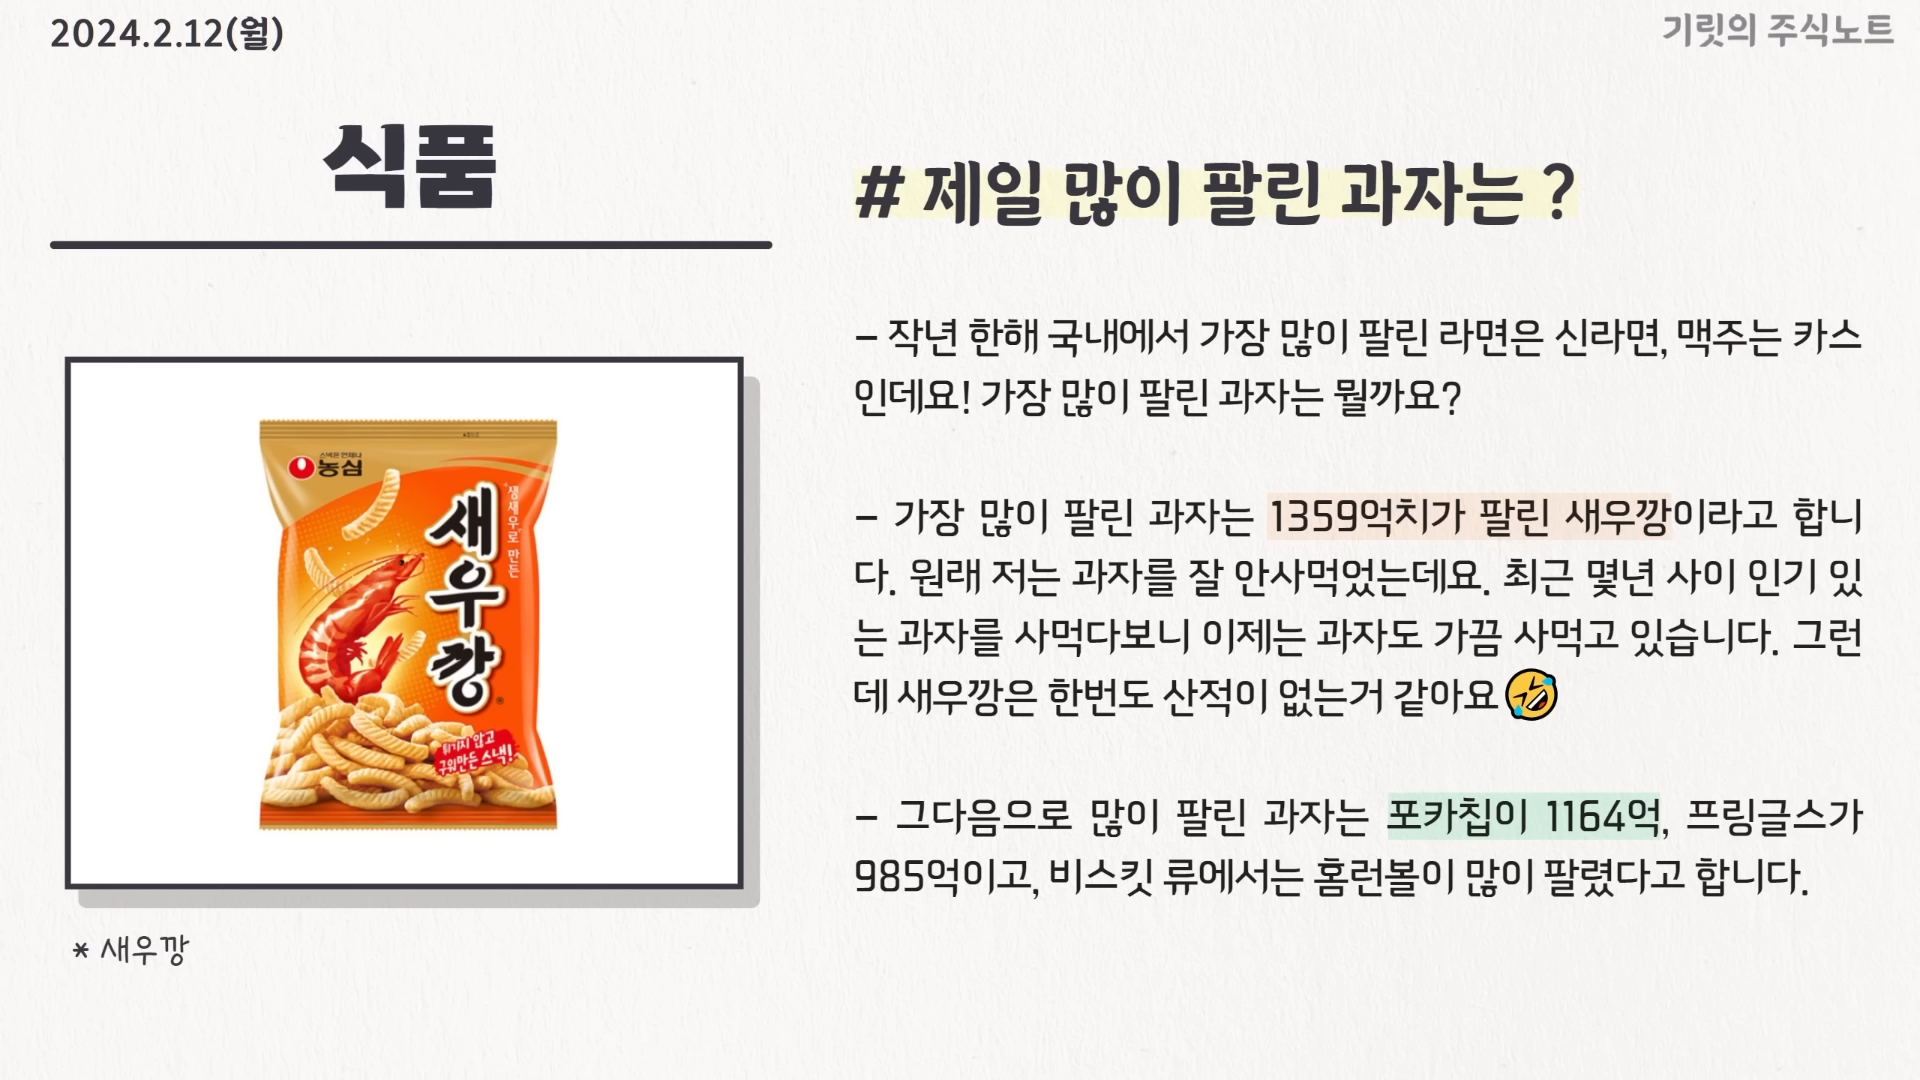 2024.2.12(월)
기릿의 주식노트
식품
스낵은 언제나
농심
생새우로 만든
새우깡
튀기지 않고
구워만든 스낵!
* 새우깡
# 제일 많이 팔린 과자는 ?
– 작년 한해 국내에서 가장 많이 팔린 라면은 신라면, 맥주는 카스
인데요! 가장 많이 팔린 과자는 뭘까요?
– 가장 많이 팔린 과자는 1359억치가 팔린 새우깡이라고 합니
다. 원래 저는 과자를 잘 안사먹었는데요. 최근 몇년 사이 인기 있
는 과자를 사먹다보니 이제는 과자도 가끔 사먹고 있습니다. 그런
데 새우깡은 한번도 산적이 없는거 같아요🤣
– 그다음으로 많이 팔린 과자는 포카칩이 1164억, 프링글스가
985억이고, 비스킷 류에서는 홈런볼이 많이 팔렸다고 합니다.